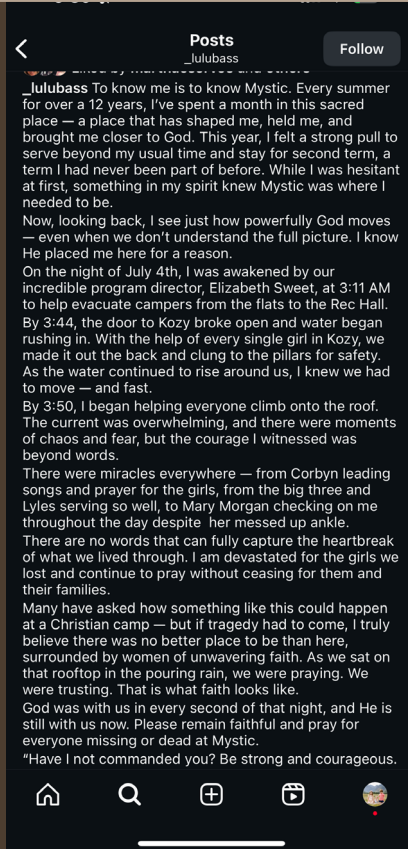 Posts
_lulubass
Follow
Liked by and others
_lulubass To know me is to know Mystic. Every summer
for over a 12 years, I've spent a month in this sacred
place — a place that has shaped me, held me, and
brought me closer to God. This year, I felt a strong pull to
serve beyond my usual time and stay for second term, a
term I had never been part of before. While I was hesitant
at first, something in my spirit knew Mystic was where I
needed to be.
Now, looking back, I see just how powerfully God moves
— even when we don't understand the full picture. I know
He placed me here for a reason.
On the night of July 4th, I was awakened by our
incredible program director, Elizabeth Sweet, at 3:11 AM
to help evacuate campers from the flats to the Rec Hall.
By 3:44, the door to Kozy broke open and water began
rushing in. With the help of every single girl in Kozy, we
made it out the back and clung to the pillars for safety.
As the water continued to rise around us, I knew we had
to move — and fast.
By 3:50, I began helping everyone climb onto the roof.
The current was overwhelming, and there were moments
of chaos and fear, but the courage I witnessed was
beyond words.
There were miracles everywhere — from Corbyn leading
songs and prayer for the girls, from the big three and
Lyles serving so well, to Mary Morgan checking on me
throughout the day despite  her messed up ankle.
There are no words that can fully capture the heartbreak
of what we lived through. I am devastated for the girls we
lost and continue to pray without ceasing for them and
their families.
Many have asked how something like this could happen
at a Christian camp — but if tragedy had to come, I truly
believe there was no better place to be than here,
surrounded by women of unwavering faith. As we sat on
that rooftop in the pouring rain, we were praying. We
were trusting. That is what faith looks like.
God was with us in every second of that night, and He is
still with us now. Please remain faithful and pray for
everyone missing or dead at Mystic.
"Have I not commanded you? Be strong and courageous.